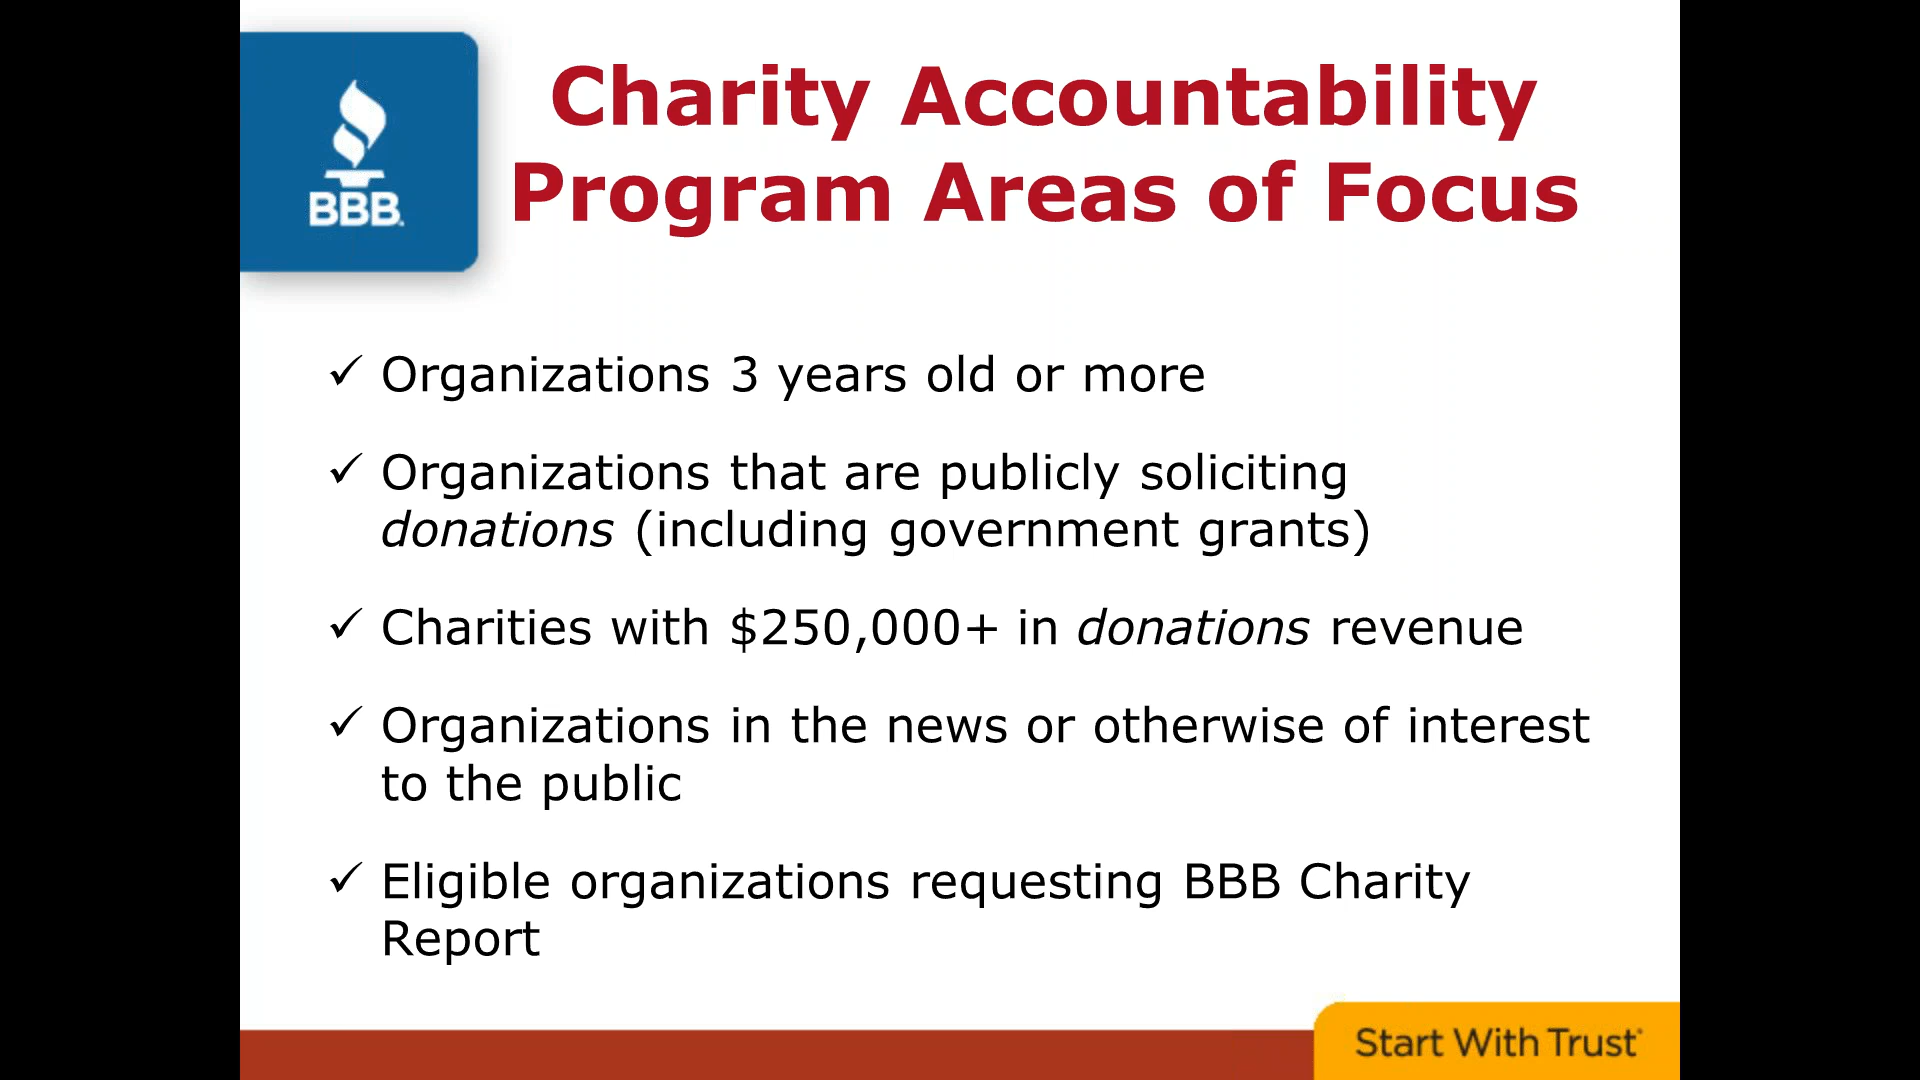 BBB.
Charity Accountability
Program Areas of Focus
✓ Organizations 3 years old or more
✓ Organizations that are publicly soliciting
donations (including government grants)
✓ Charities with $250,000+ in donations revenue
✓ Organizations in the news or otherwise of interest
to the public
✓ Eligible organizations requesting BBB Charity
Report
Start With Trust